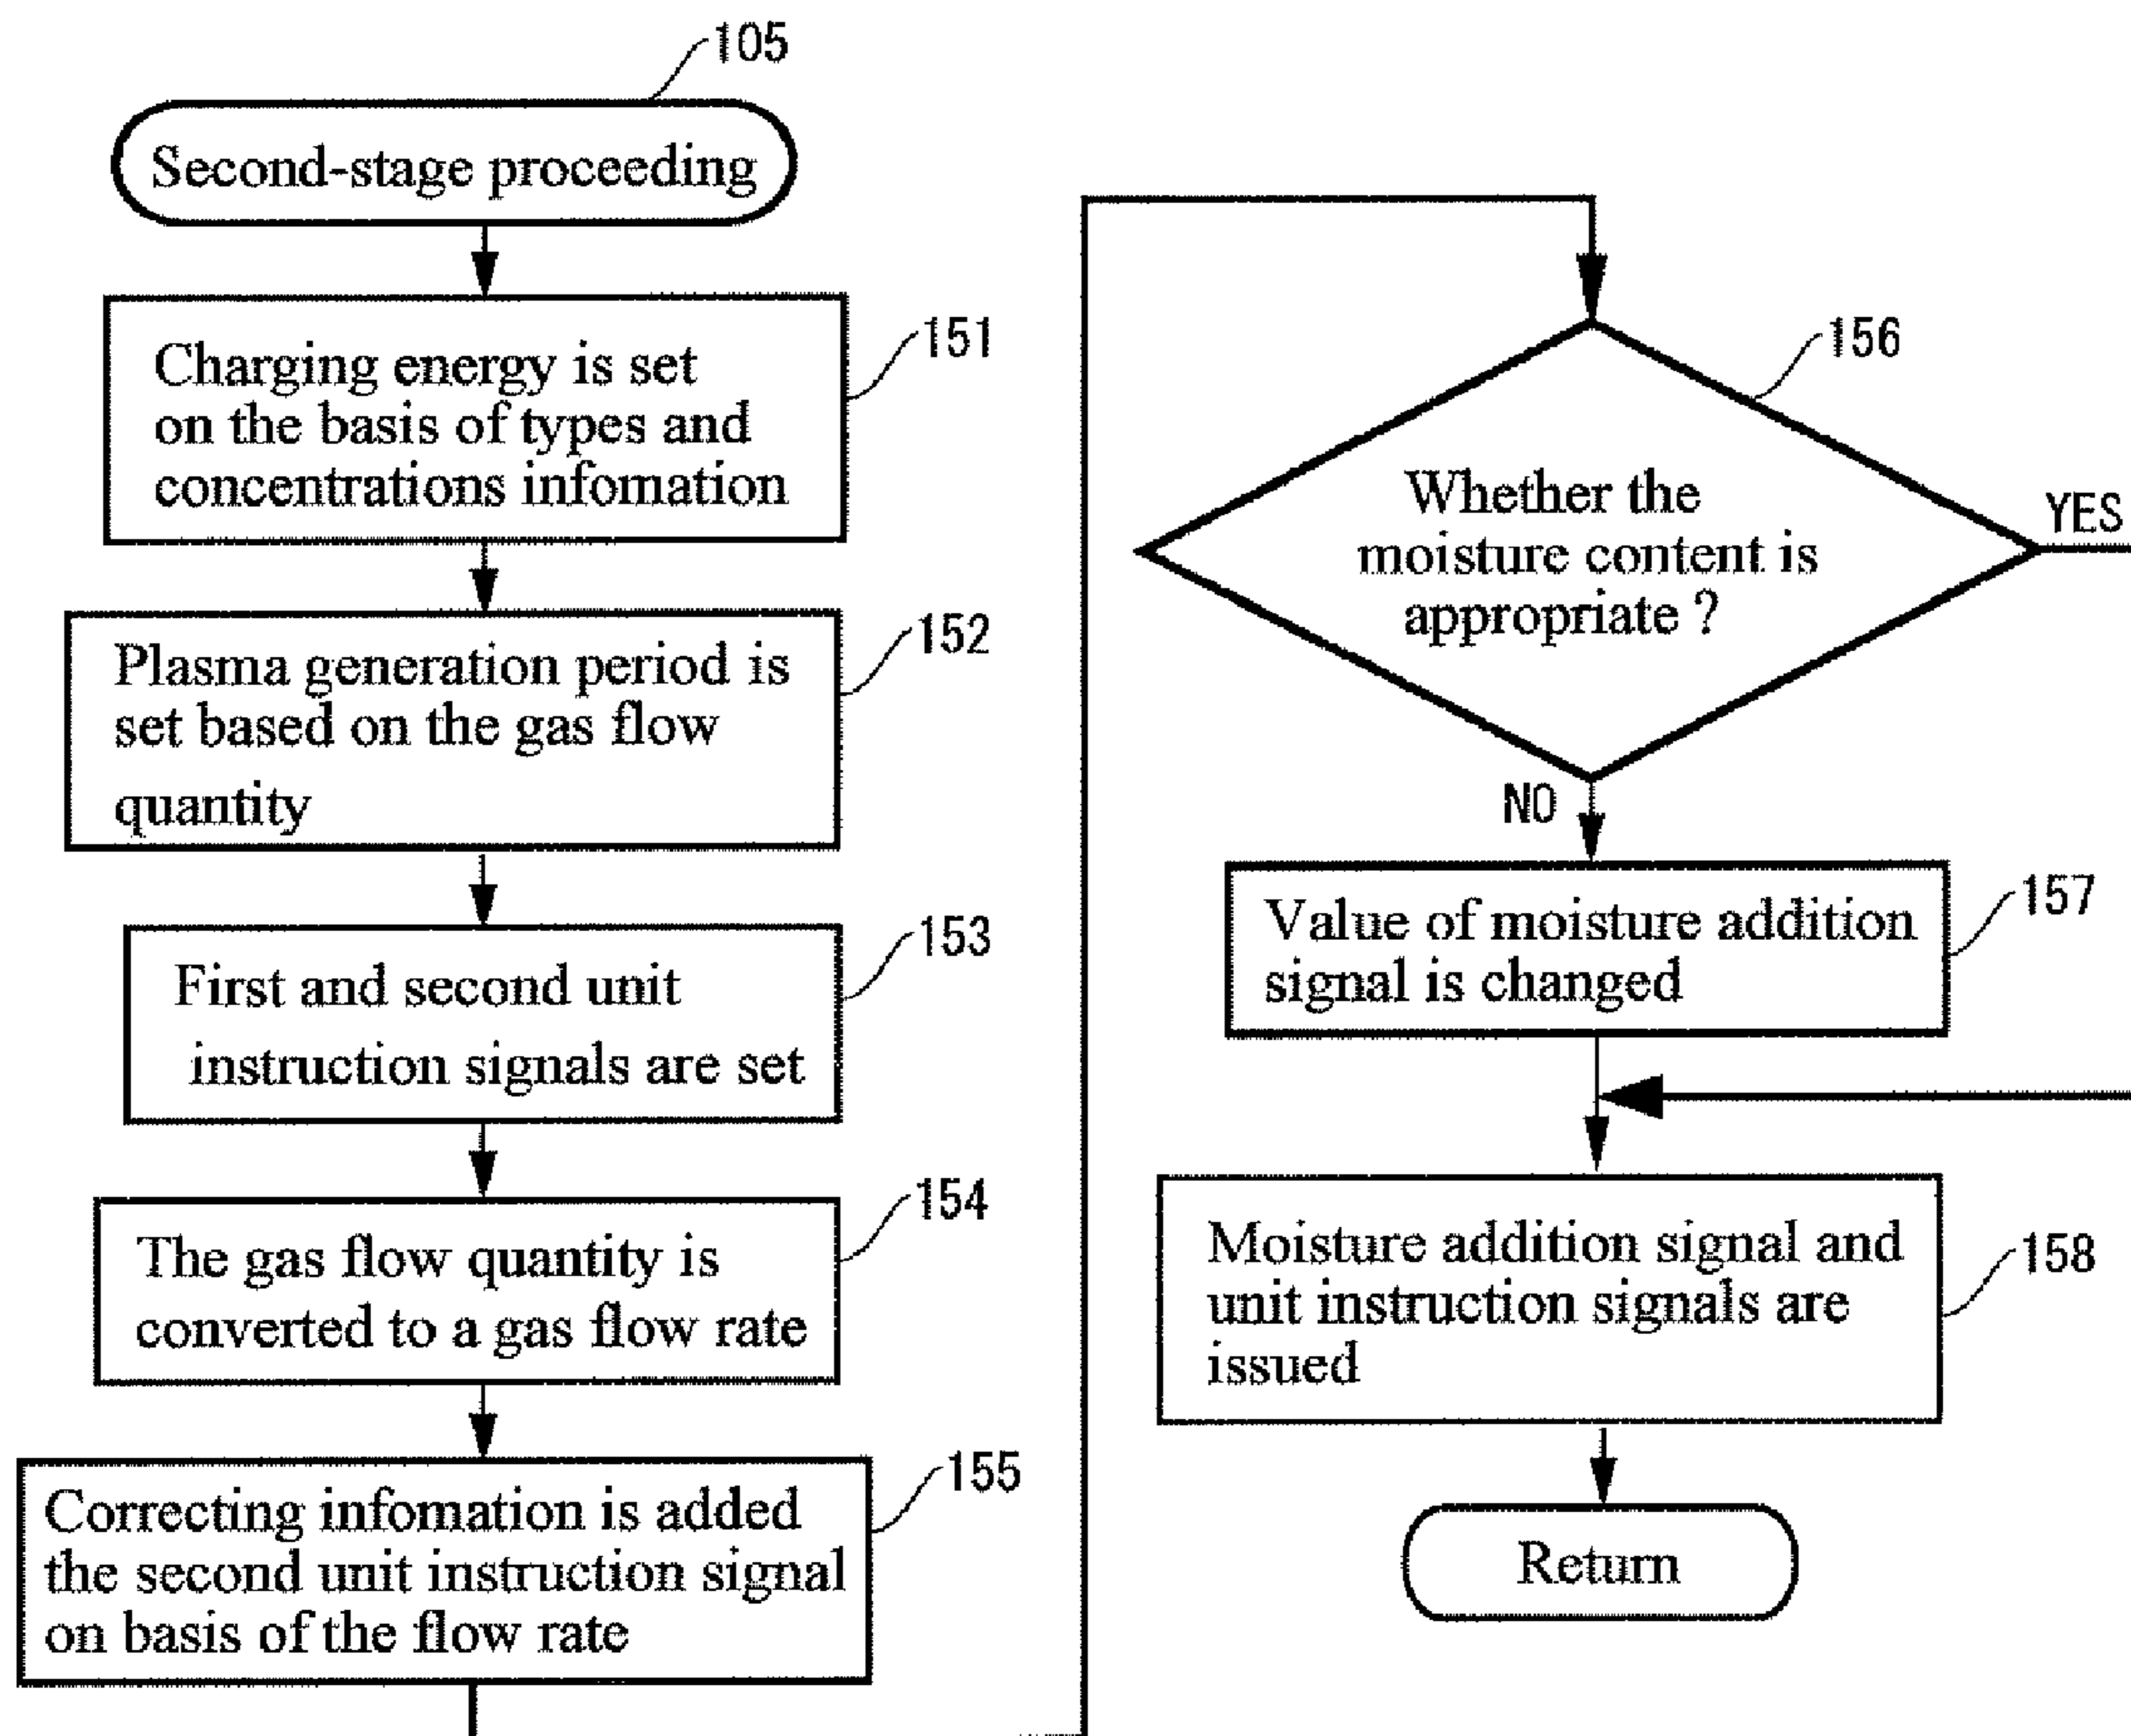 105
Second-stage proceeding
151
Charging energy is set
on the basis of types and
concentrations infomation
152
Plasma generation period is
set based on the gas flow
quantity
153
First and second unit
instruction signals are set
154
The gas flow quantity is
converted to a gas flow rate
155
Correcting infomation is added
the second unit instruction signal
on basis of the flow rate
156
Whether the
moisture content is
appropriate ?
YES
NO
157
Value of moisture addition
signal is changed
158
Moisture addition signal and
unit instruction signals are
issued
Return